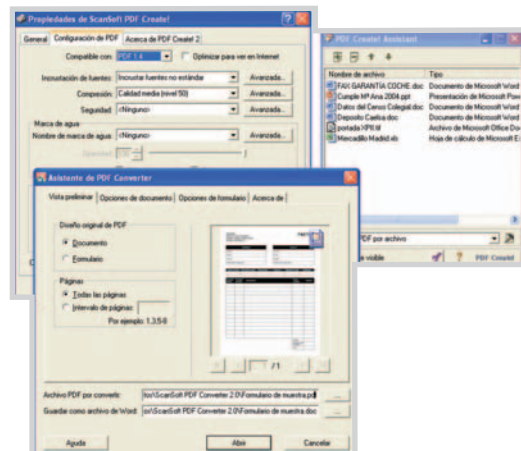 Propiedades de ScanSoft PDF Create!
General Configuración de PDF Acerca de PDF Create! 2
Compatible con: PDF 1.4 Optimizar para ver en Internet
Incrustación de fuentes: Incrustar fuentes no estándar Avanzada...
Compresión: Calidad media (nivel 50) Avanzada...
Seguridad: <Ninguno> Avanzada...
Marca de agua
Nombre de marca de agua: <Ninguno> Avanzada...
PDF Create! Assistant
Nombre de archivo Tipo
FAX GARANTÍA COCHE.doc Documento de Microsoft Word
Cumple Mª Ana 2004.ppt Presentación de Microsoft Pow
Datos del Censo Colegial.doc Documento de Microsoft Word
Deposito Caelsa.doc Documento de Microsoft Word
portada XPII.tif Archivo de Microsoft Office Do
Mercadillo Madrid.xls Hoja de cálculo de Microsoft E
PDF por archivo
visible PDF Create!
Asistente de PDF Converter
Vista preliminar Opciones de documento Opciones de formulario Acerca de
Diseño original de PDF
Documento
Formulario
Páginas
Todas las páginas
Intervalo de páginas:
Por ejemplo: 1,3,5-8
/1
Archivo PDF por convertir: tos\ScanSoft PDF Converter 2.0\Formulario de muestra.pd
Guardar como archivo de Word: os\ScanSoft PDF Converter 2.0\Formulario de muestra.doc
Ayuda Abrir Cancelar